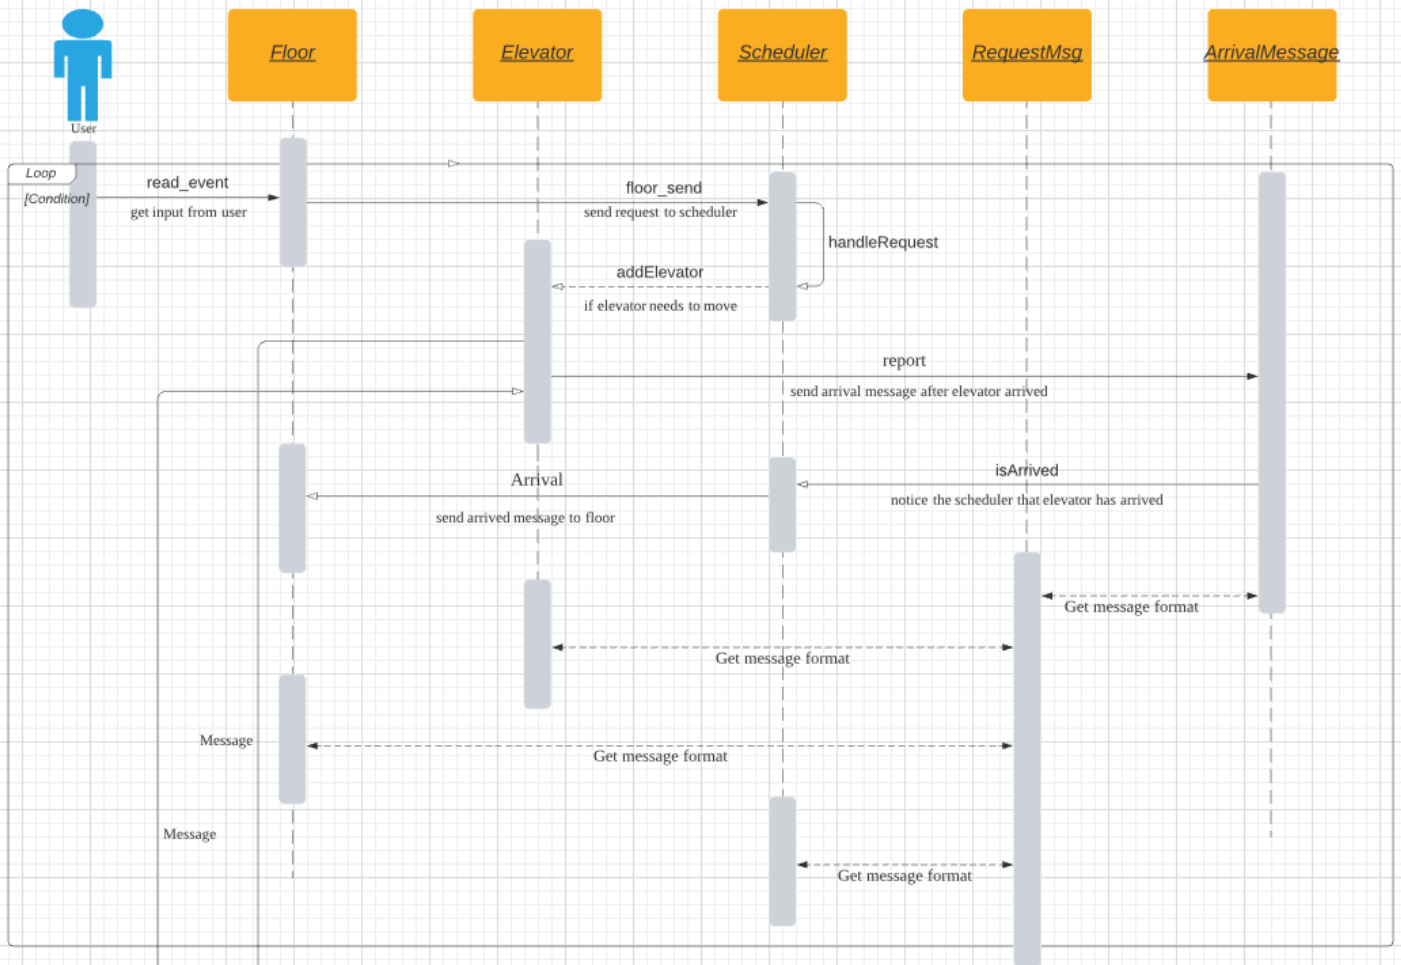 Floor
Elevator
Scheduler
RequestMsg
ArrivalMessage
User
Loop
[Condition]
read_event
get input from user
floor_send
send request to scheduler
handleRequest
addElevator
if elevator needs to move
report
send arrival message after elevator arrived
isArrived
notice the scheduler that elevator has arrived
Arrival
send arrived message to floor
Get message format
Get message format
Message
Get message format
Message
Get message format